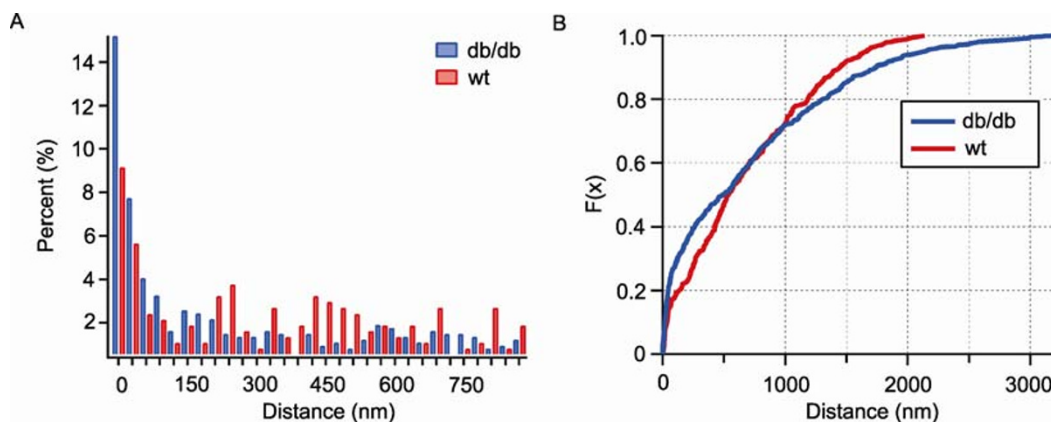 A
db/db
wt
14
12
10
8
6
4
2
Percent (%)
0 150 300 450 600 750
Distance (nm)
B
1.0
0.8
0.6
0.4
0.2
0
F(x)
db/db
wt
0 1000 2000 3000
Distance (nm)